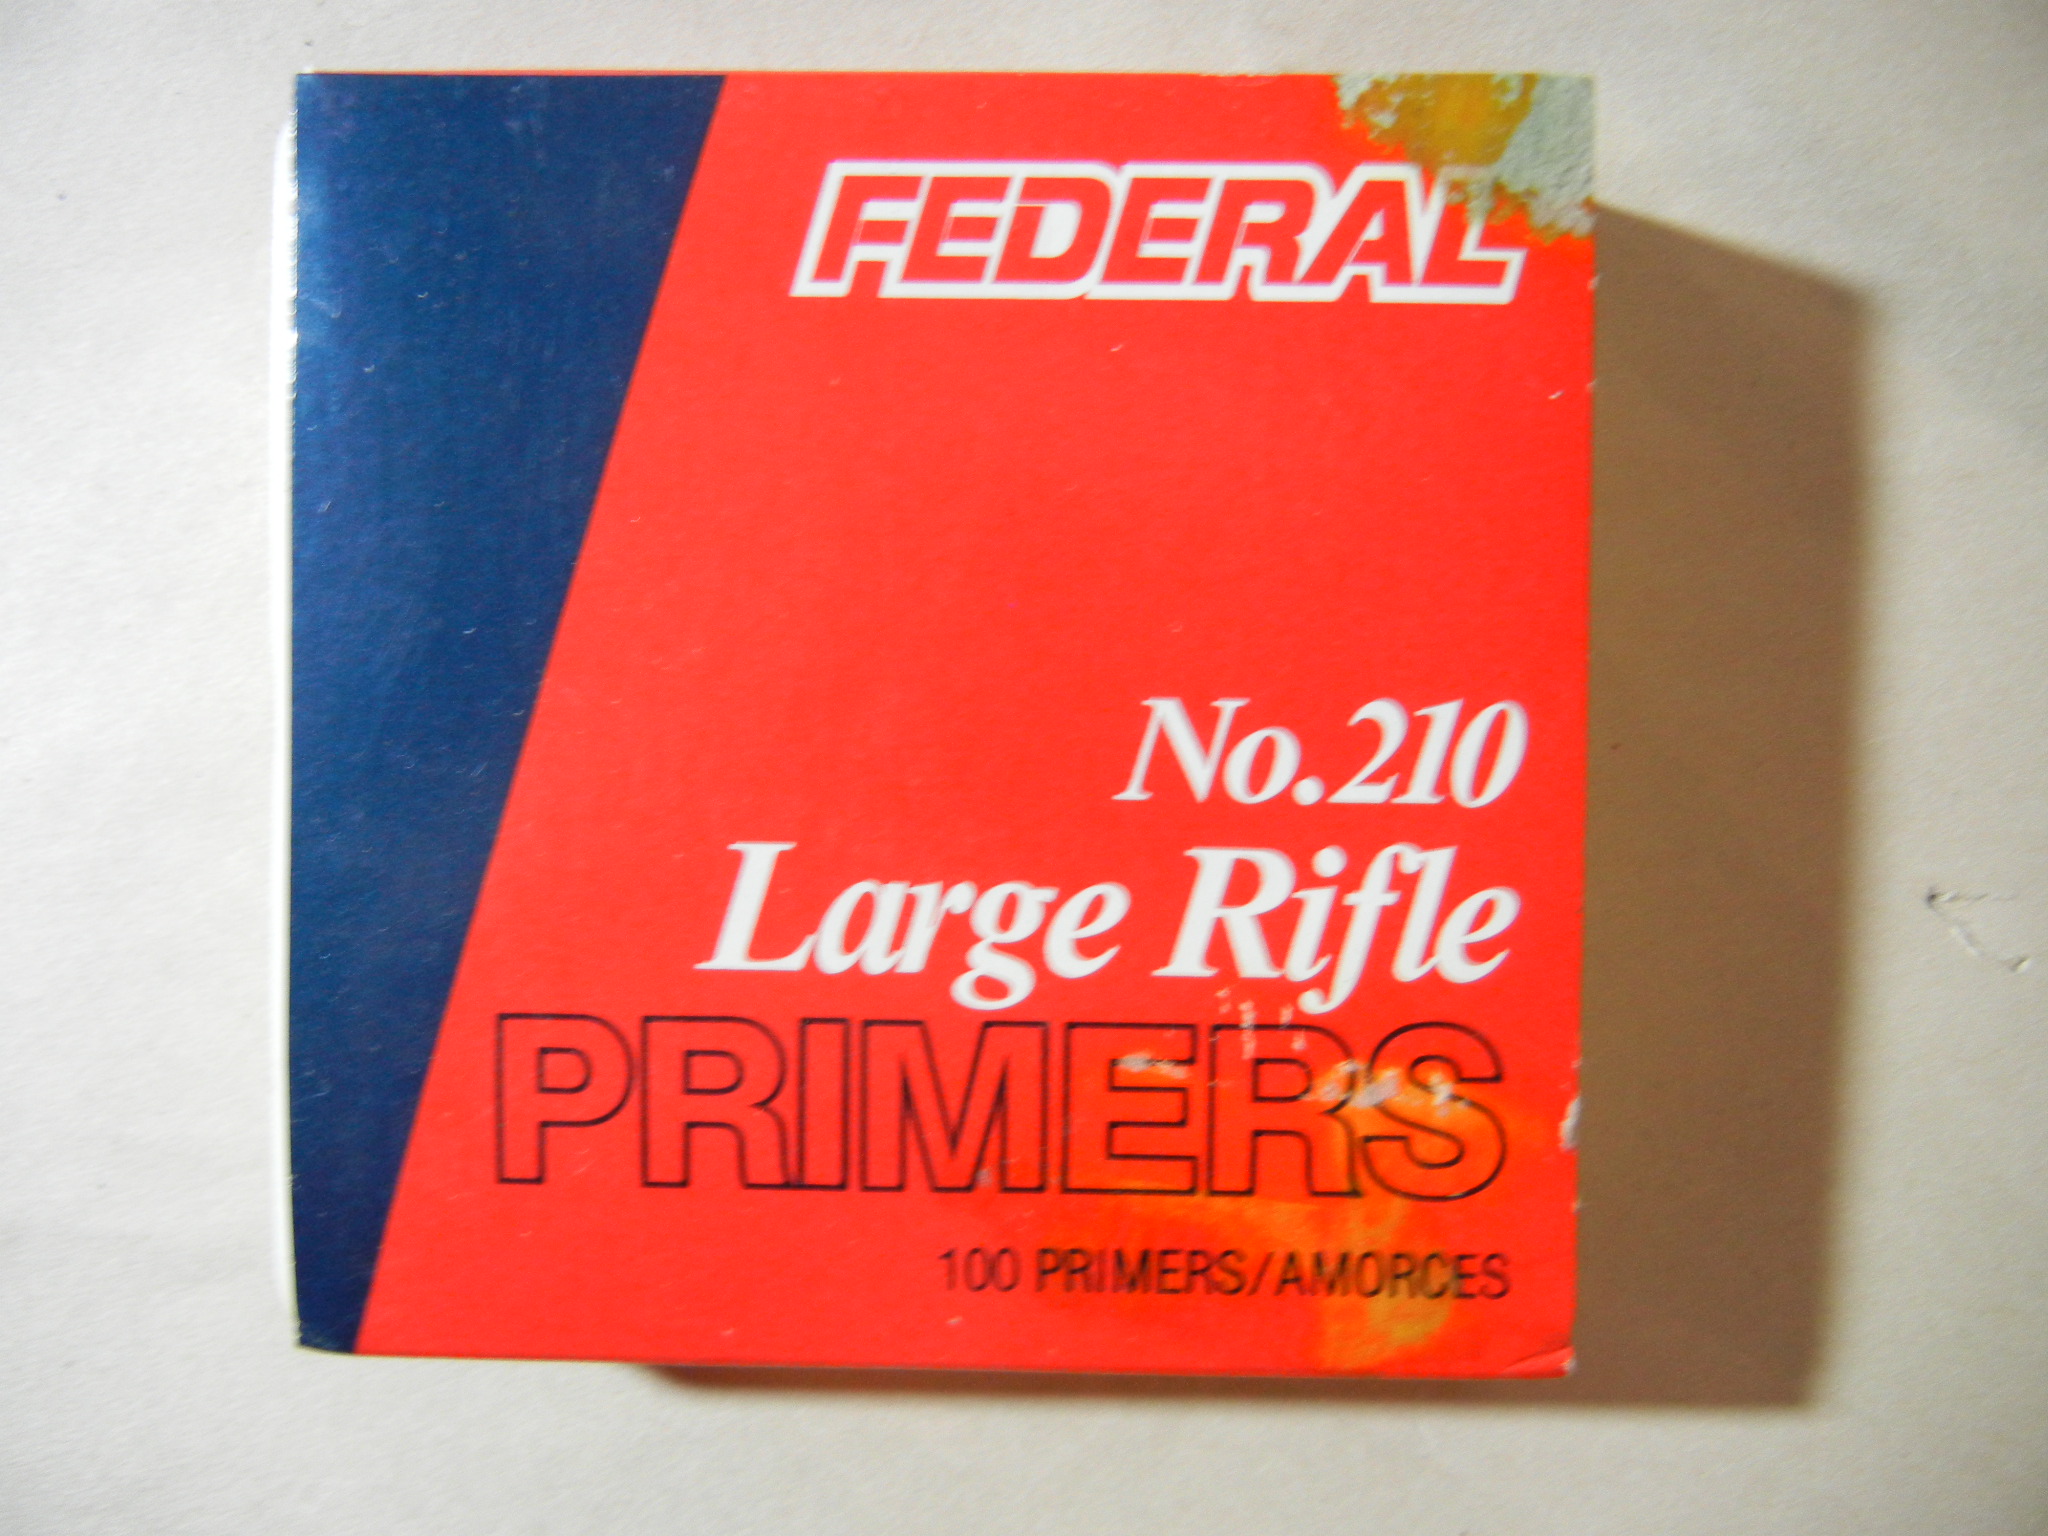 FEDERAL
No.210
Large Rifle
PRIMERS
100 PRIMERS/AMORCES